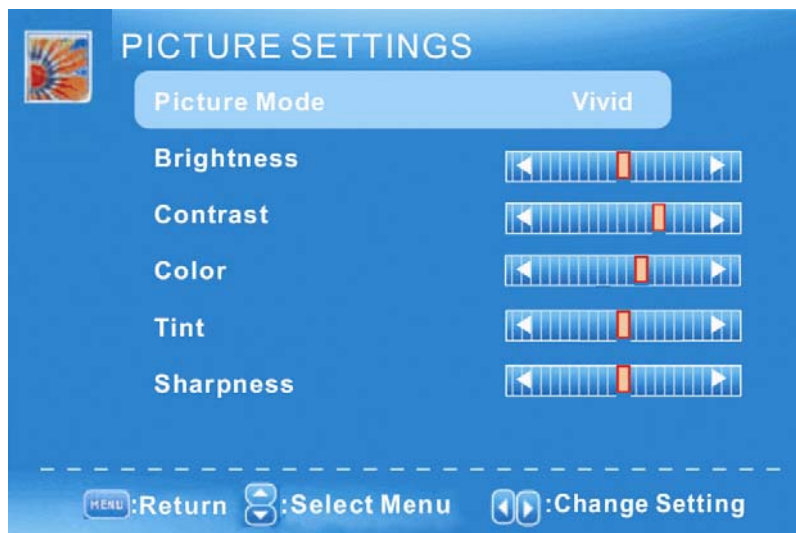 PICTURE SETTINGS
Picture Mode Vivid
Brightness
Contrast
Color
Tint
Sharpness
MENU :Return :Select Menu :Change Setting